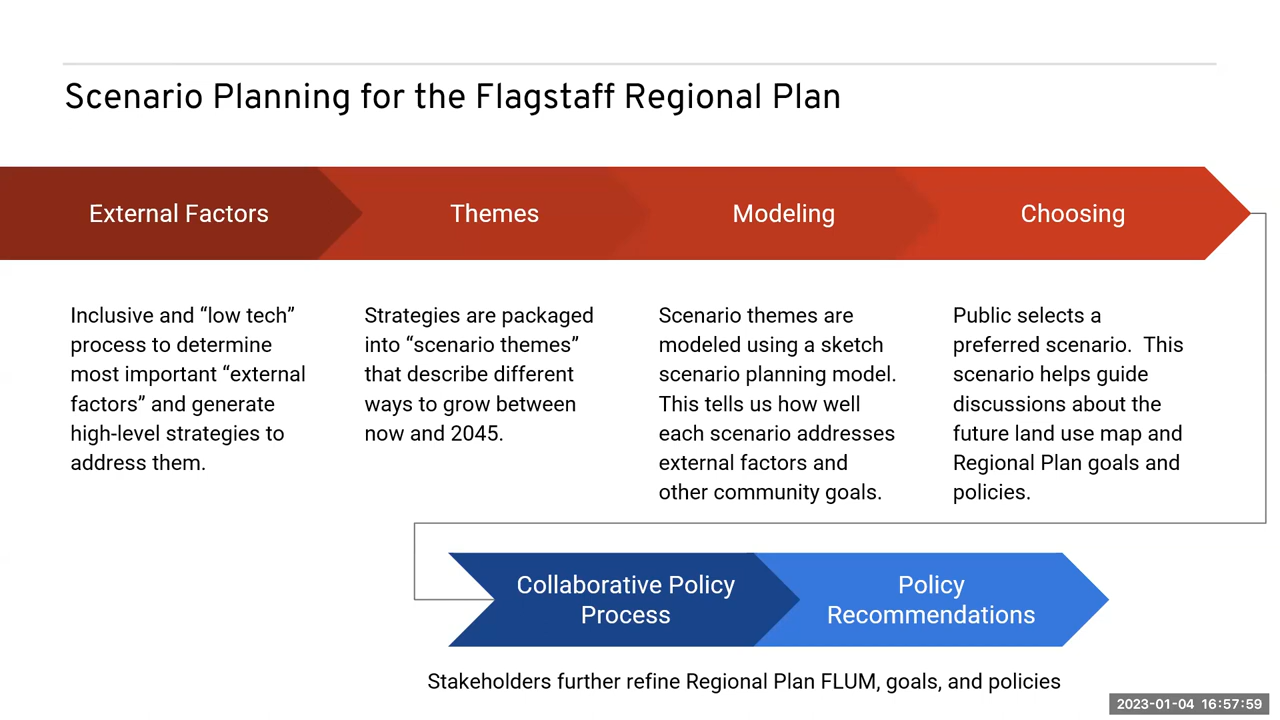 Scenario Planning for the Flagstaff Regional Plan
External Factors
Themes
Modeling
Choosing
Inclusive and “low tech”
process to determine
most important “external
factors” and generate
high-level strategies to
address them.
Strategies are packaged
into “scenario themes”
that describe different
ways to grow between
now and 2045.
Scenario themes are
modeled using a sketch
scenario planning model.
This tells us how well
each scenario addresses
external factors and
other community goals.
Public selects a
preferred scenario.  This
scenario helps guide
discussions about the
future land use map and
Regional Plan goals and
policies.
Collaborative Policy
Process
Policy
Recommendations
Stakeholders further refine Regional Plan FLUM, goals, and policies
2023-01-04 16:57:59